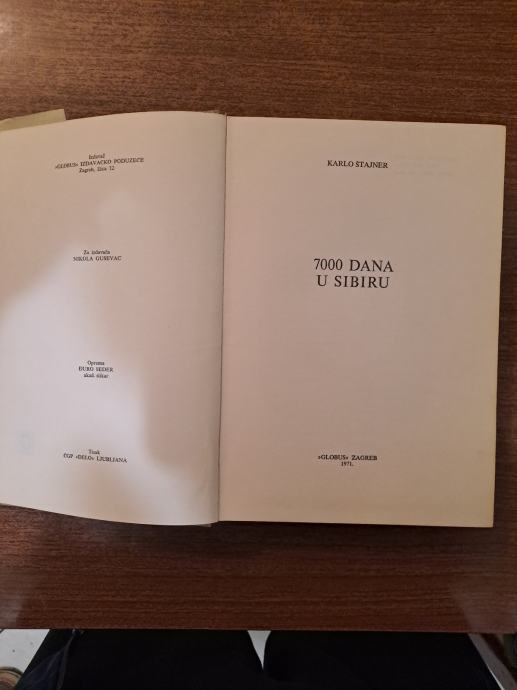 Izdavač
»GLOBUS« IZDAVAČKO PODUZEĆE
Zagreb, Ilica 12
Za izdavača
NIKOLA GUSEVAC
Oprema
ĐURO SEDER
akad. slikar
Tisak
ČGP »DELO« LJUBLJANA
KARLO ŠTAJNER
7000 DANA
U SIBIRU
»GLOBUS« ZAGREB
1971.